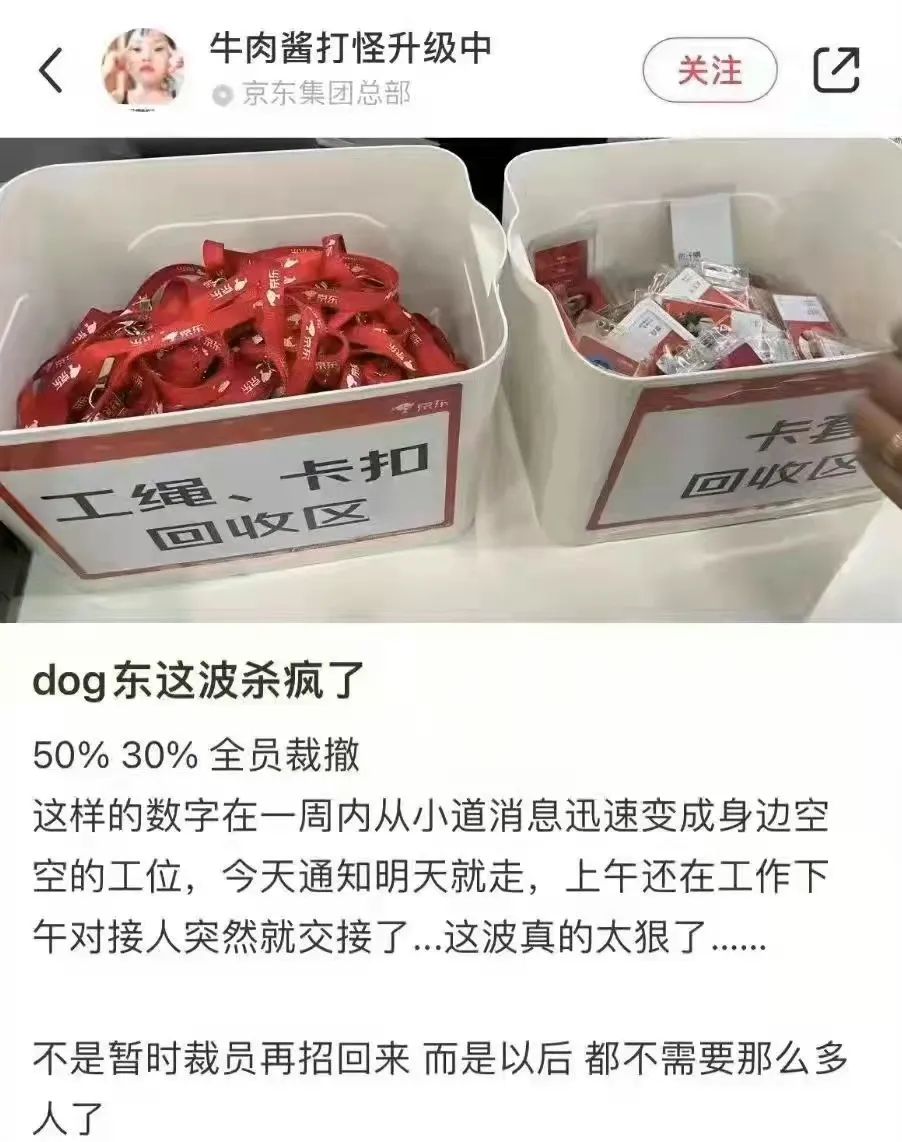 牛肉酱打怪升级中
京东集团总部
关注
京东
工绳、卡扣
回收区
卡套
回收区
dog东这波杀疯了
50% 30% 全员裁撤
这样的数字在一周内从小道消息迅速变成身边空
空的工位，今天通知明天就走，上午还在工作下
午对接人突然就交接了...这波真的太狠了......
不是暂时裁员再招回来 而是以后 都不需要那么多
人了